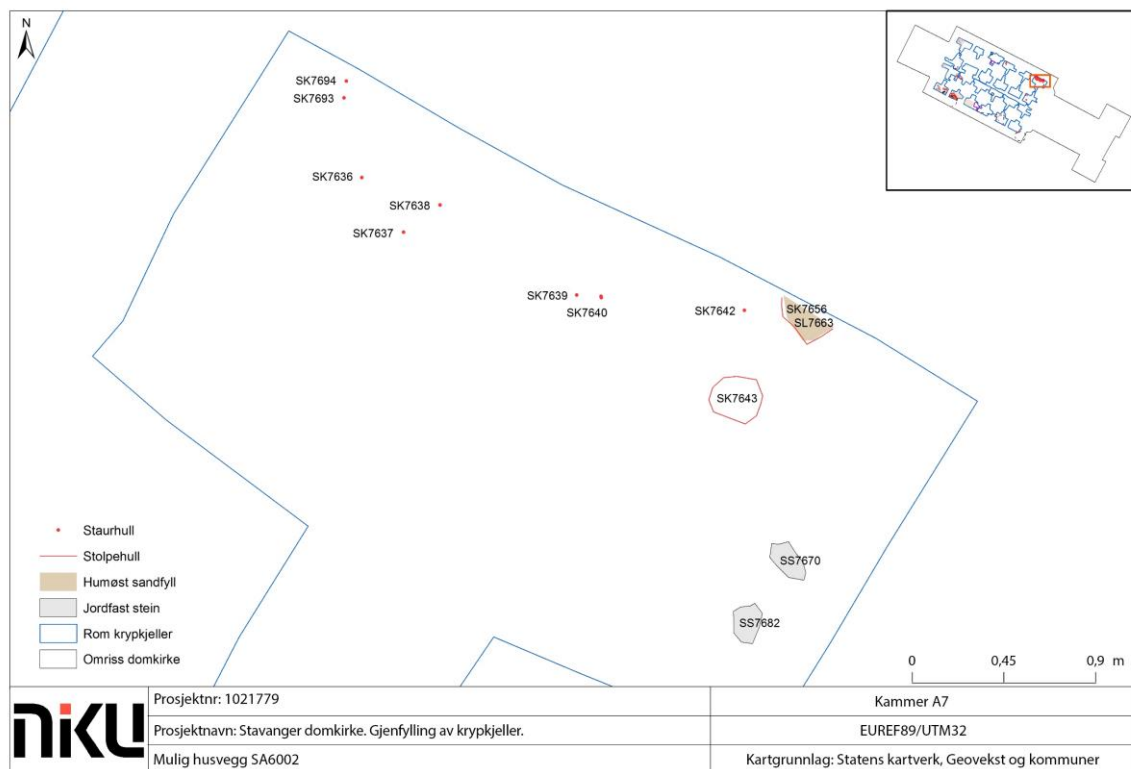 N
SK7694
SK7693
SK7636
SK7638
SK7637
SK7639
SK7640
SK7642
SK7656
SL7663
SK7643
SS7670
SS7682
Staurhull
Stolpehull
Humøst sandfyll
Jordfast stein
Rom krypkjeller
Omriss domkirke
0 0,45 0,9 m
NIKU
Prosjektnr: 1021779
Kammer A7
Prosjektnavn: Stavanger domkirke. Gjenfylling av krypkjeller.
EUREF89/UTM32
Mulig husvegg SA6002
Kartgrunnlag: Statens kartverk, Geovekst og kommuner